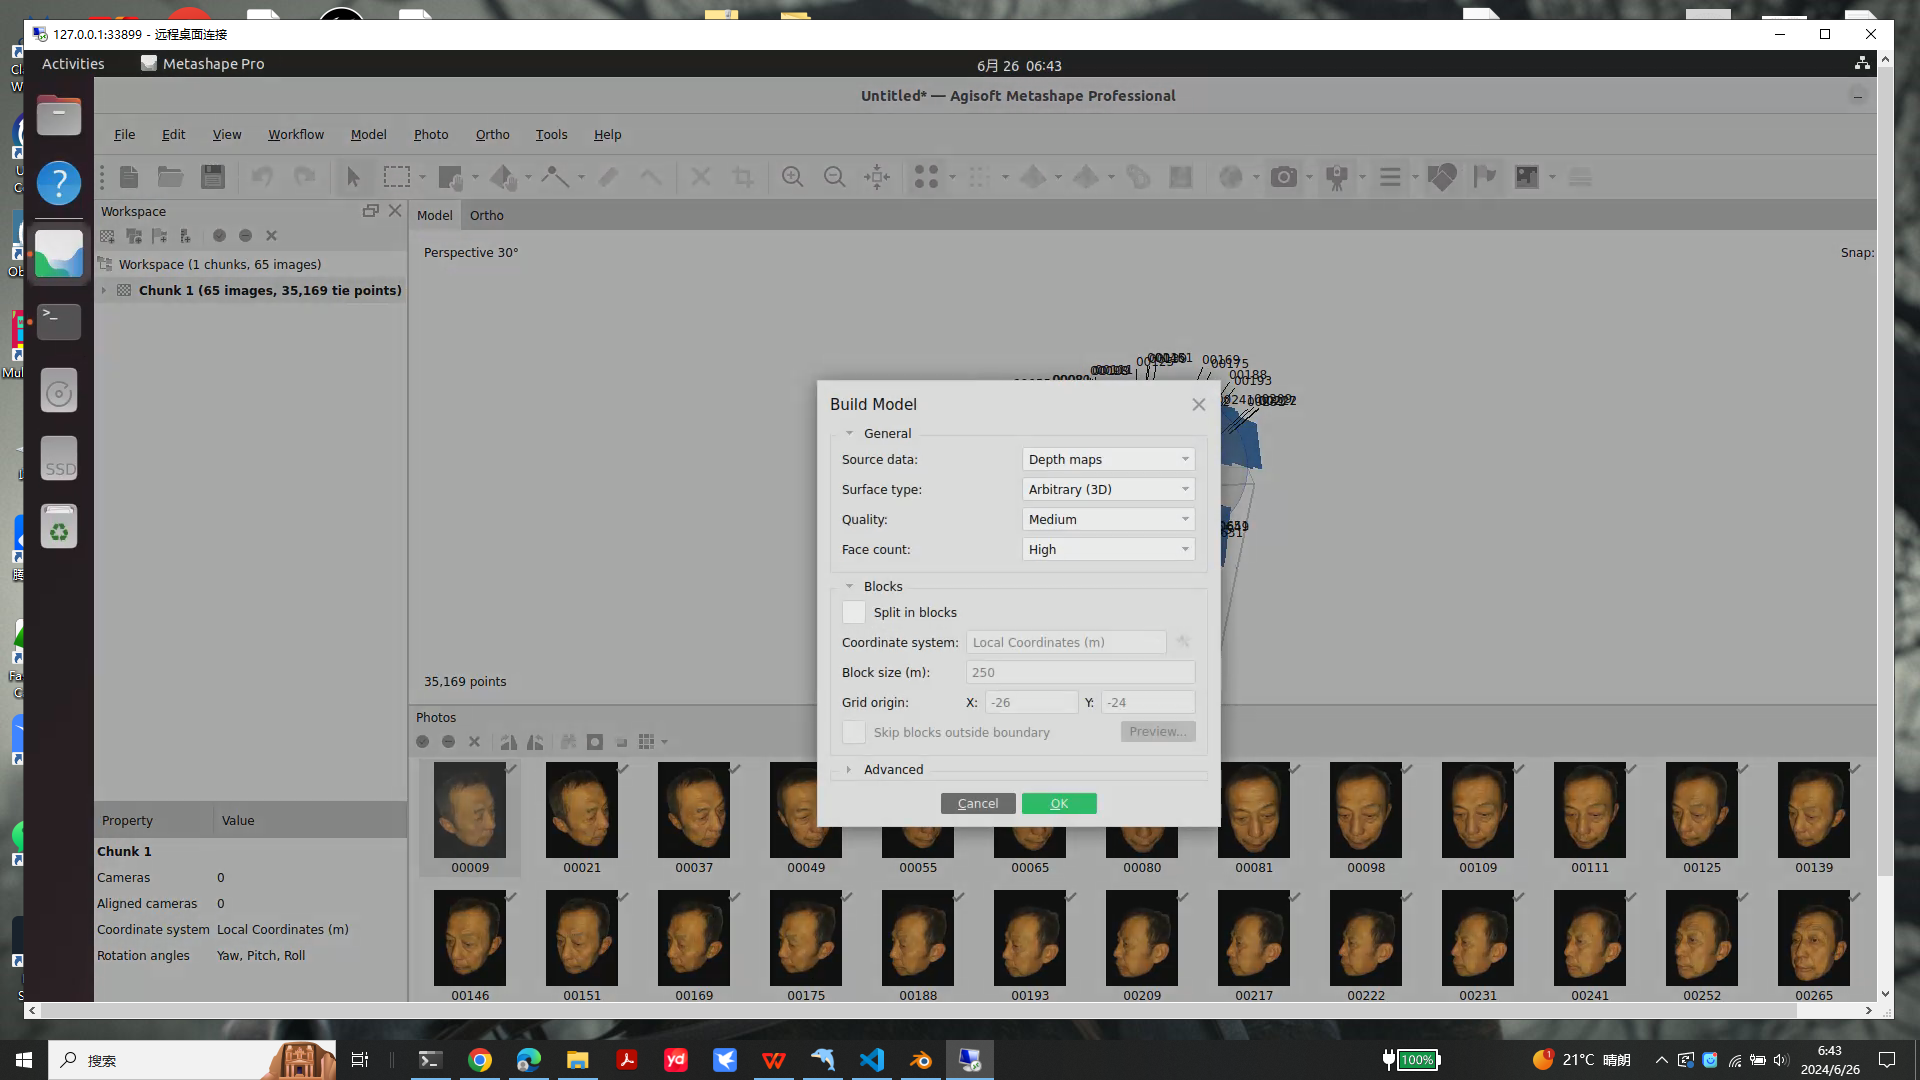 127.0.0.1:33899 - 远程桌面连接
Activities
Metashape Pro
6月 26 06:43
Untitled* — Agisoft Metashape Professional
File Edit View Workflow Model Photo Ortho Tools Help
Workspace
Workspace (1 chunks, 65 images)
Chunk 1 (65 images, 35,169 tie points)
Model Ortho
Perspective 30°
Snap:
00169
00175
00188
00193
35,169 points
Build Model
General
Source data: Depth maps
Surface type: Arbitrary (3D)
Quality: Medium
Face count: High
Blocks
Split in blocks
Coordinate system: Local Coordinates (m)
Block size (m): 250
Grid origin: X: -26 Y: -24
Skip blocks outside boundary Preview...
Advanced
Cancel OK
Photos
00009 00021 00037 00049 00055 00065 00080 00081 00098 00109 00111 00125 00139
00146 00151 00169 00175 00188 00193 00209 00217 00222 00231 00241 00252 00265
Property Value
Chunk 1
Cameras 0
Aligned cameras 0
Coordinate system Local Coordinates (m)
Rotation angles Yaw, Pitch, Roll
SSD
搜索
yd
100%
1
21°C 晴朗
6:43
2024/6/26